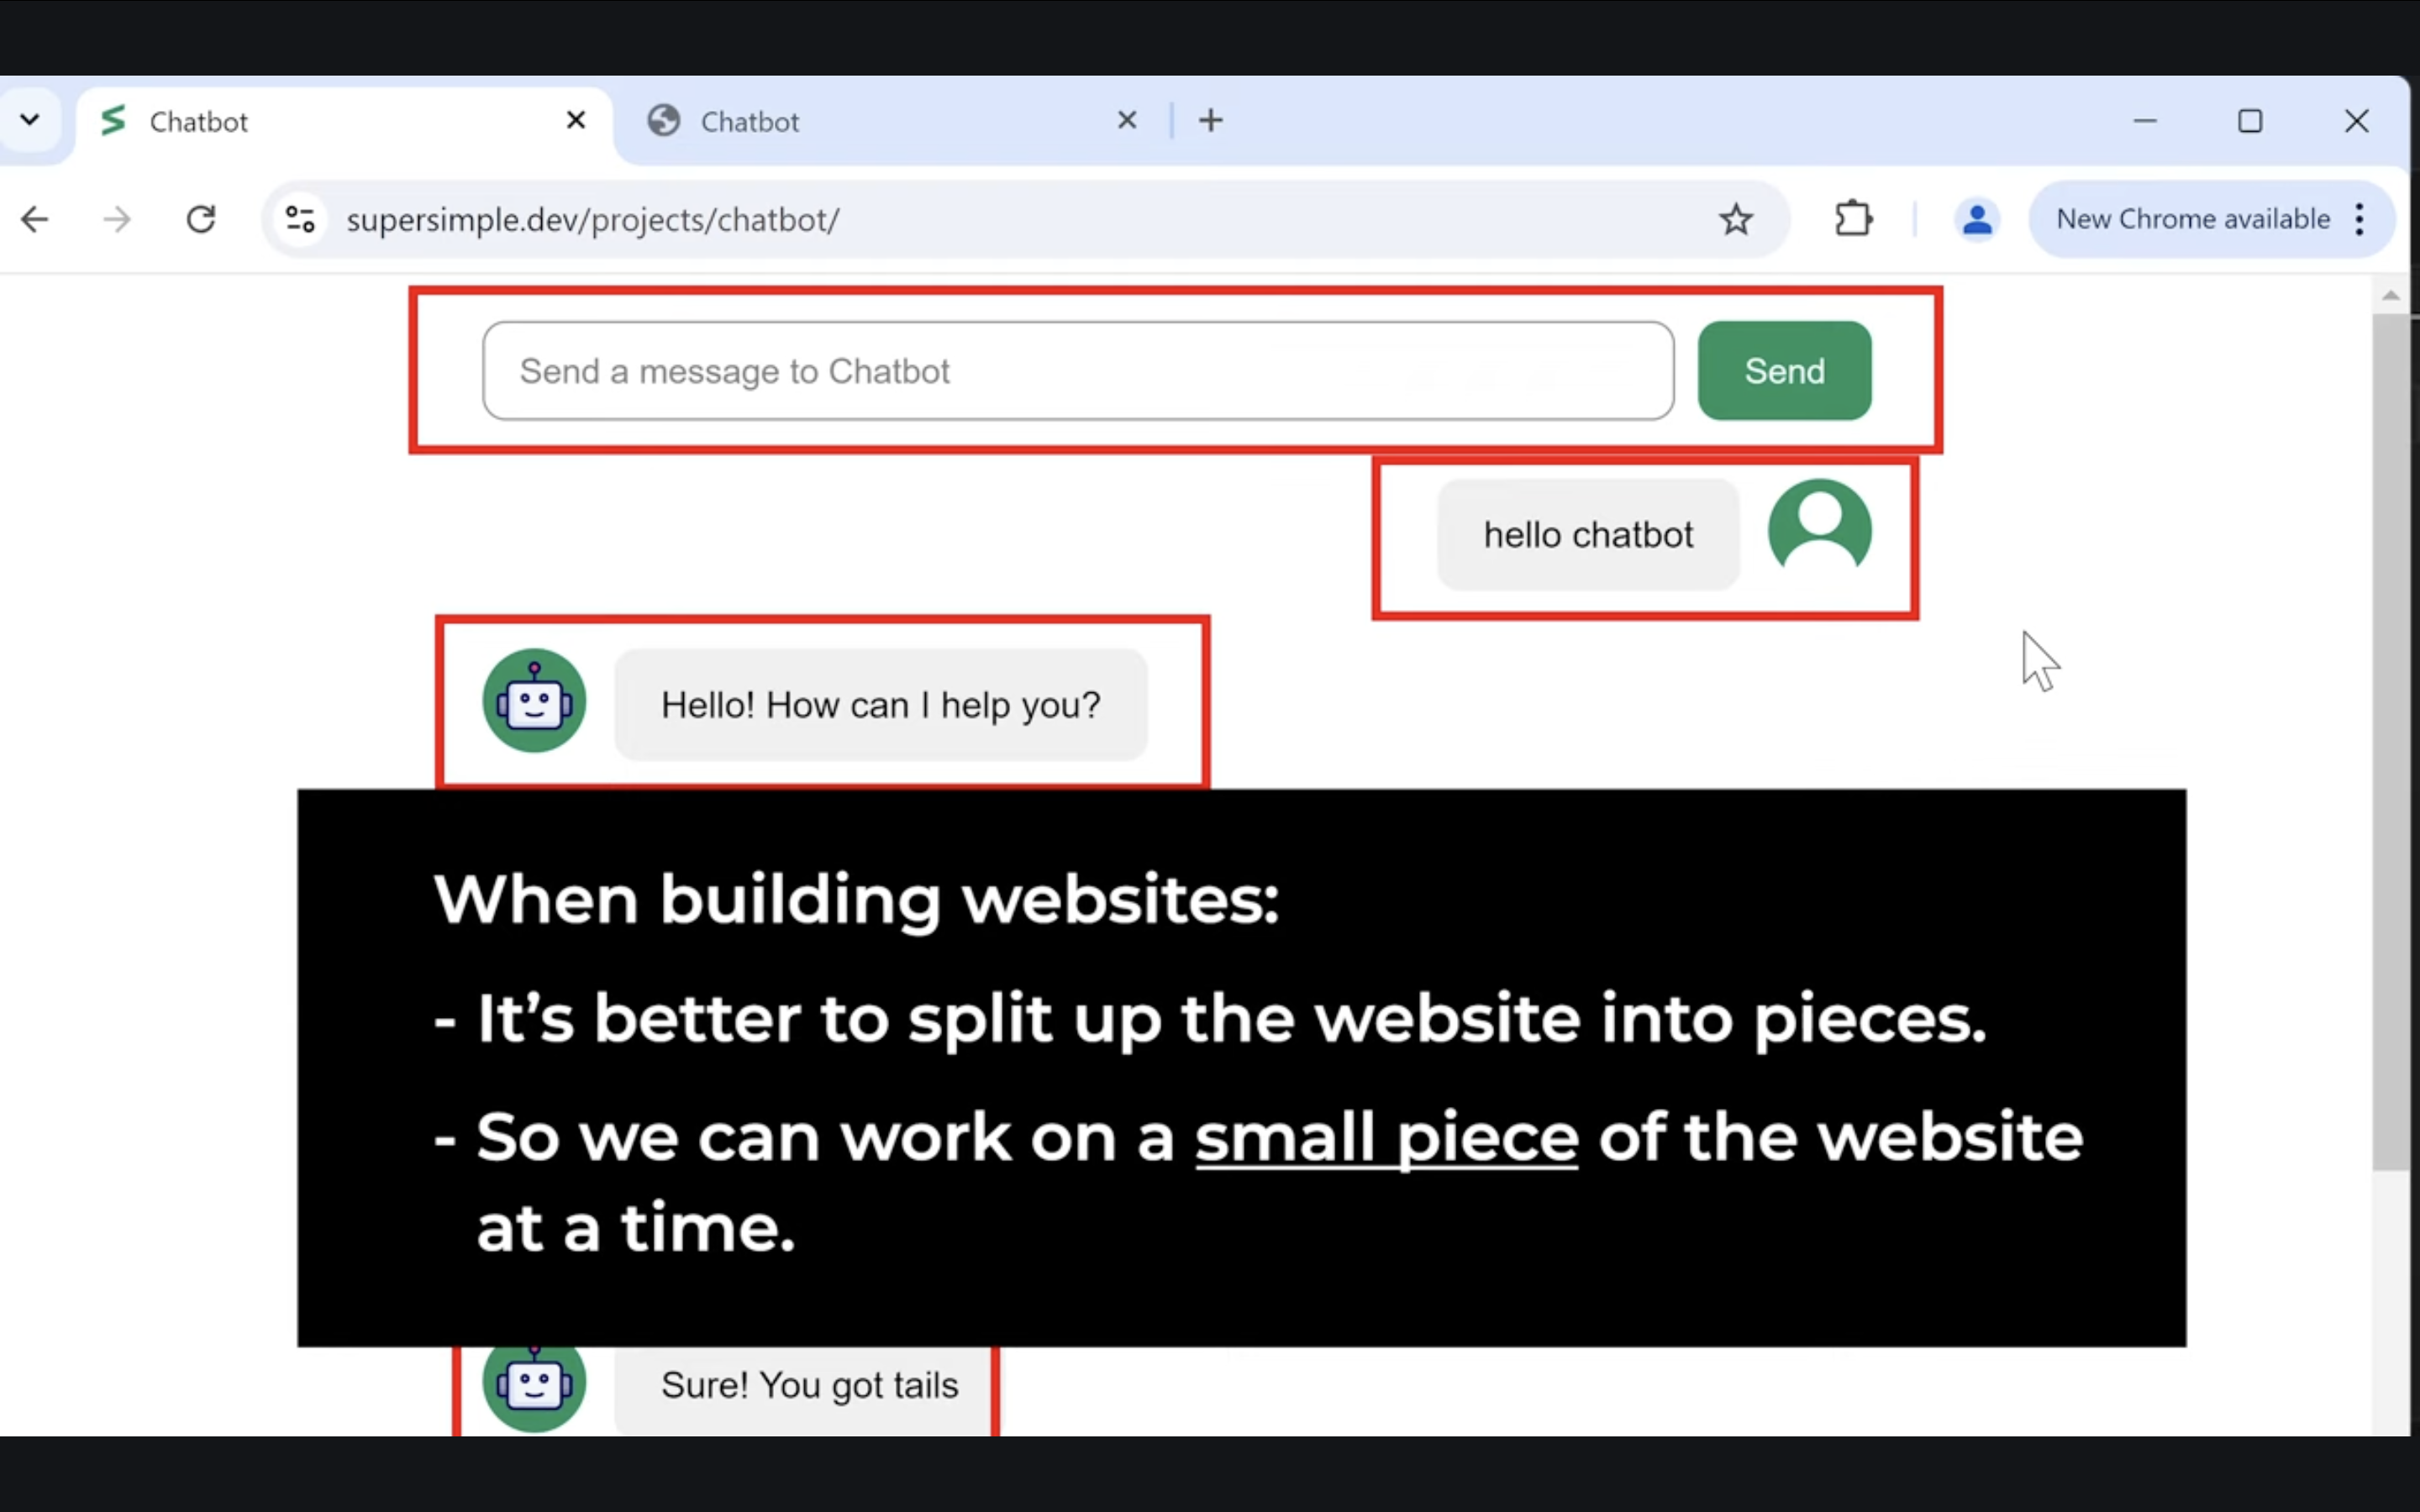 Chatbot
Chatbot
supersimple.dev/projects/chatbot/
New Chrome available
Send a message to Chatbot
Send
hello chatbot
Hello! How can I help you?
When building websites:
- It’s better to split up the website into pieces.
- So we can work on a small piece of the website
at a time.
Sure! You got tails